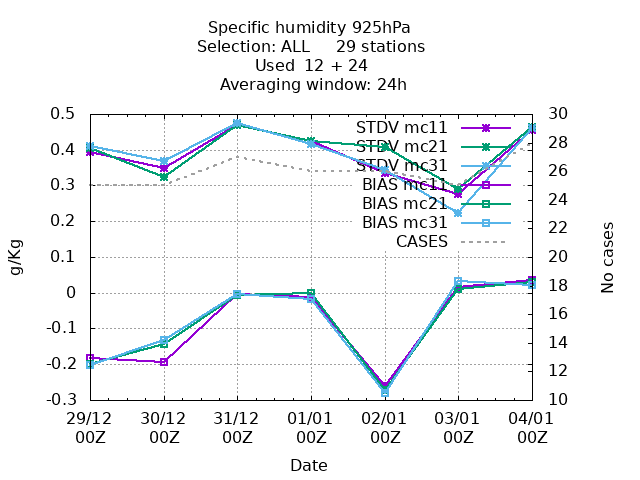 Specific humidity 925hPa
Selection: ALL 29 stations
Used 12 + 24
Averaging window: 24h
0.5
0.4
0.3
0.2
0.1
0
-0.1
-0.2
-0.3
g/Kg
30
28
26
24
22
20
18
16
14
12
10
No cases
STDV mc11
STDV mc21
STDV mc31
BIAS mc11
BIAS mc21
BIAS mc31
CASES
29/12 30/12 31/12 01/01 02/01 03/01 04/01
00Z 00Z 00Z 00Z 00Z 00Z 00Z
Date